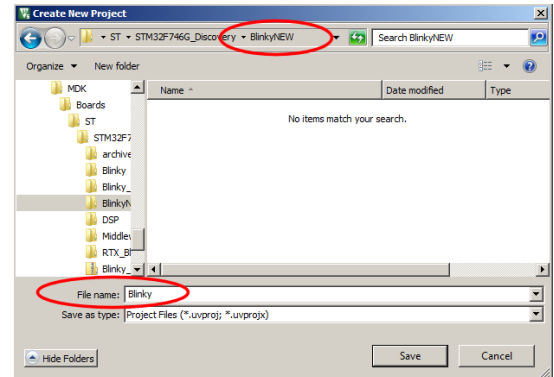 Create New Project
ST STM32F746G_Discovery BlinkyNEW Search BlinkyNEW
Organize New folder
Name Date modified Type
No items match your search.
MDK
Boards
ST
STM32F7
archive
Blinky
Blinky_
BlinkyN
DSP
Middlew
RTX_Bl
Blinky_
File name: Blinky
Save as type: Project Files (*.uvproj; *.uvprojx)
Hide Folders Save Cancel